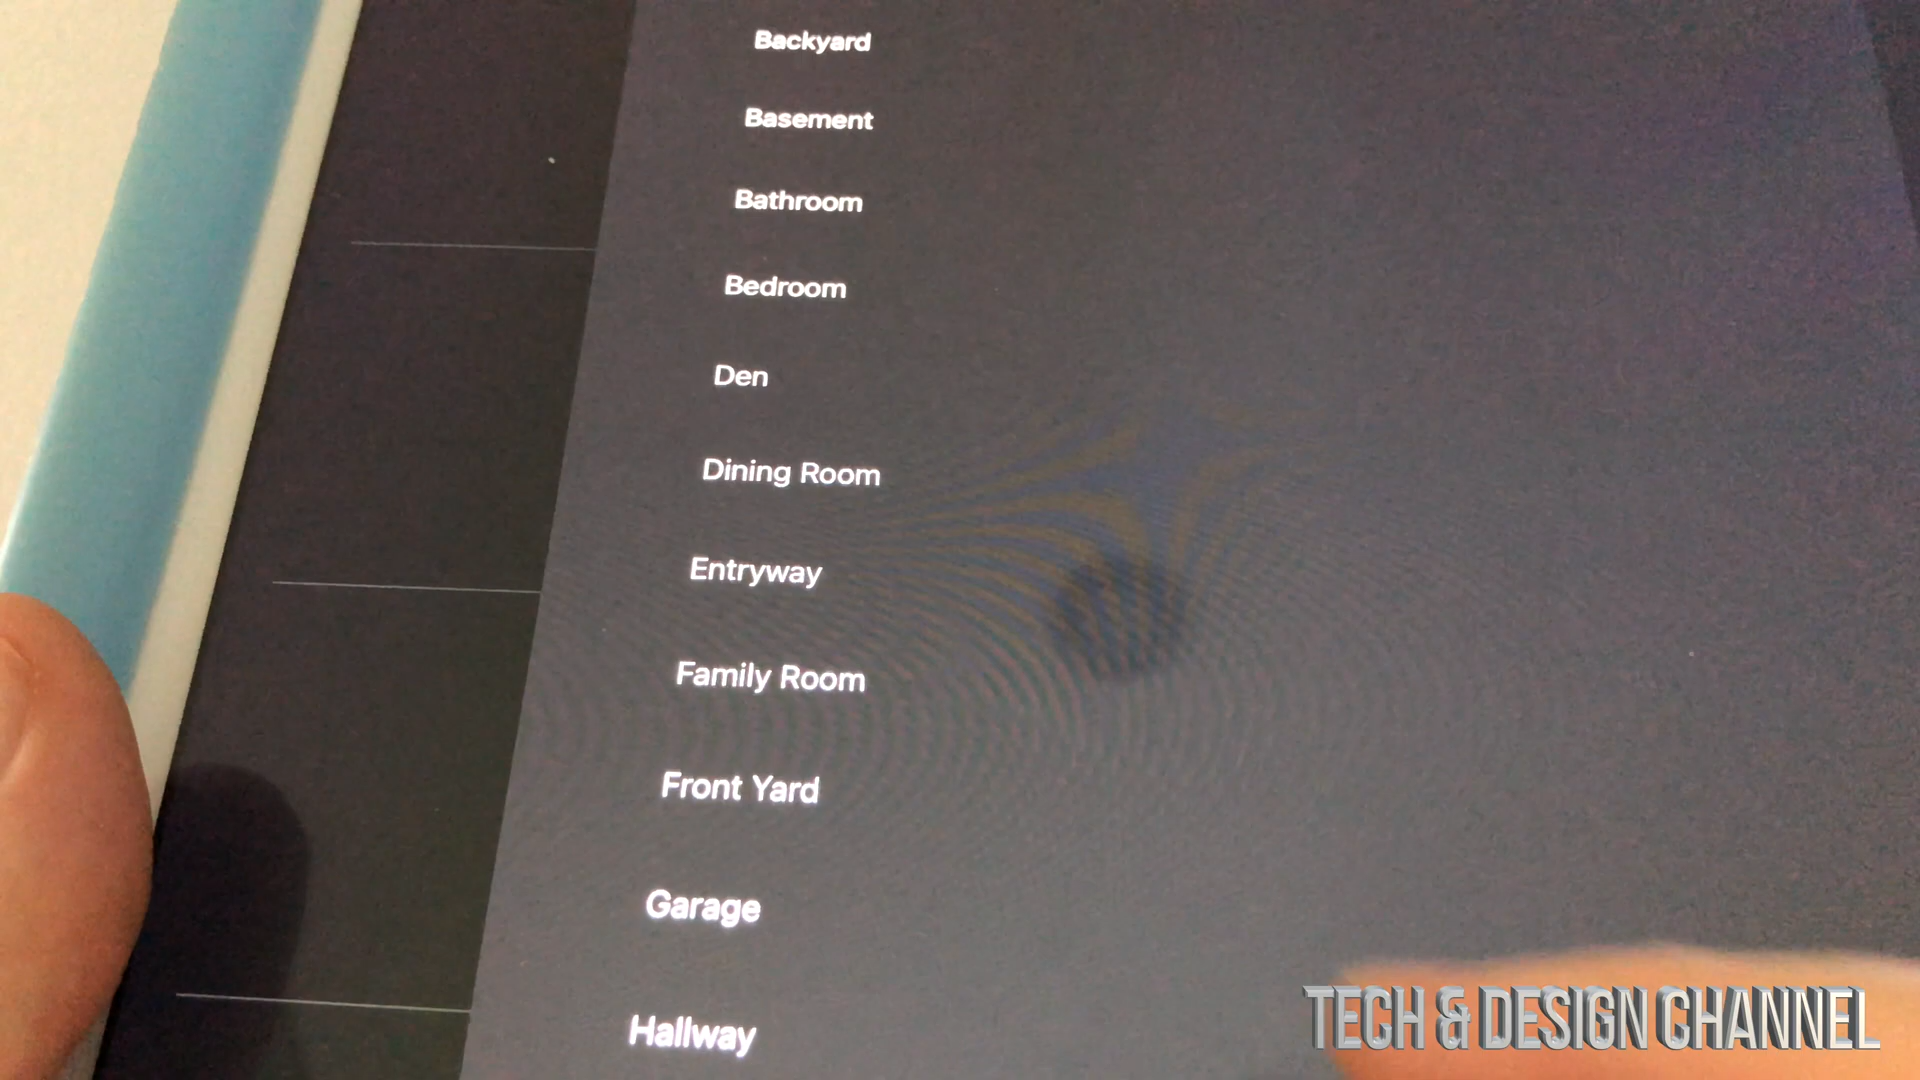 Backyard
Basement
Bathroom
Bedroom
Den
Dining Room
Entryway
Family Room
Front Yard
Garage
Hallway
TECH & DESIGN CHANNEL